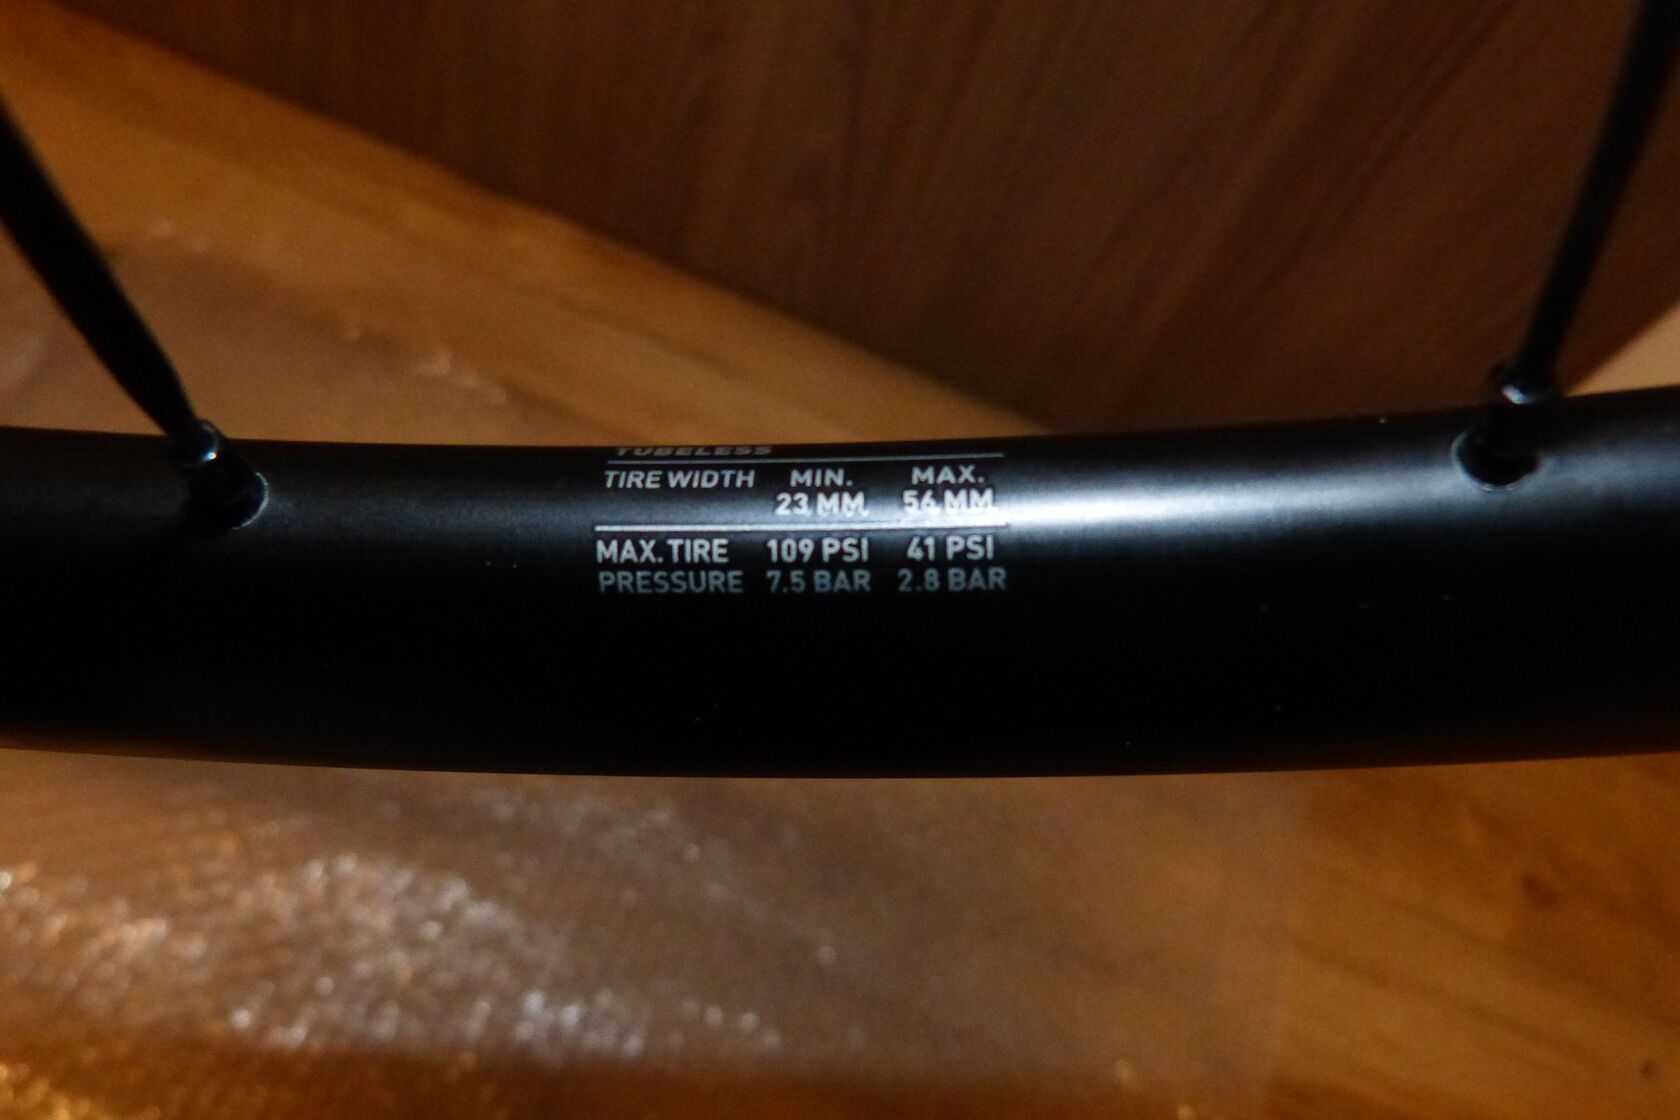 TUBELESS
TIRE WIDTH MIN. MAX.
23 MM 56 MM
MAX. TIRE 109 PSI 41 PSI
PRESSURE 7.5 BAR 2.8 BAR